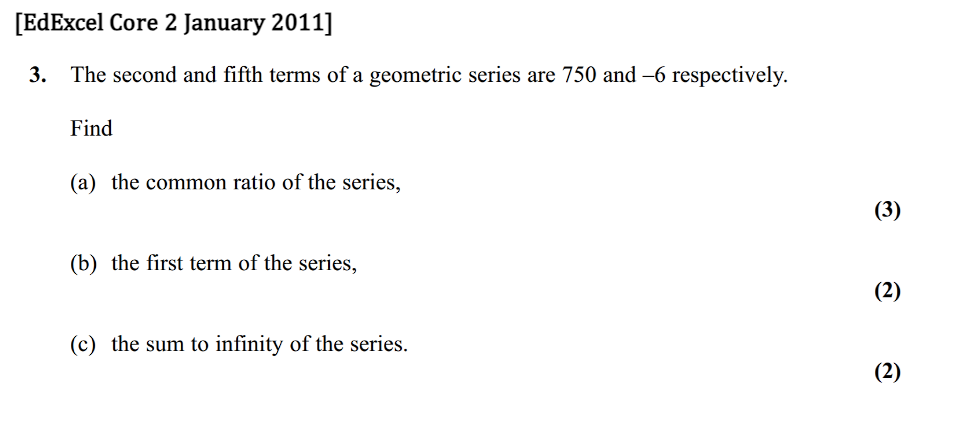 [EdExcel Core 2 January 2011]
3. The second and fifth terms of a geometric series are 750 and –6 respectively.
Find
(a) the common ratio of the series,
(3)
(b) the first term of the series,
(2)
(c) the sum to infinity of the series.
(2)